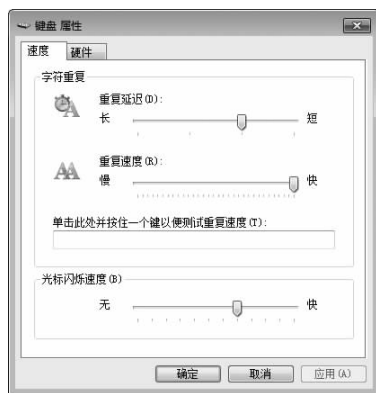 键盘 属性
速度 硬件
字符重复
重复延迟(D):
长 短
重复速度(R):
慢 快
单击此处并按住一个键以便测试重复速度(T):
光标闪烁速度(B)
无 快
确定 取消 应用(A)